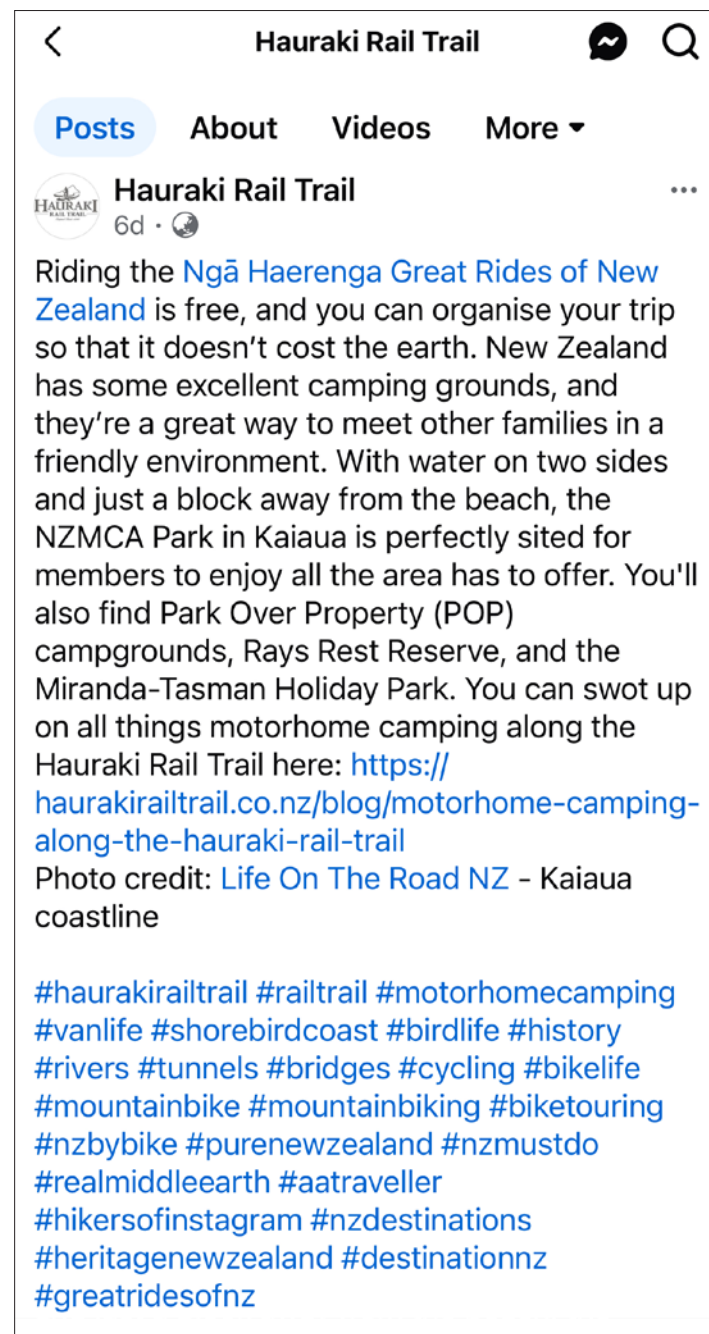 Hauraki Rail Trail
Posts About Videos More
HAURAKI
RAIL TRAIL
Hauraki Rail Trail
6d ·
Riding the Ngā Haerenga Great Rides of New
Zealand is free, and you can organise your trip
so that it doesn’t cost the earth. New Zealand
has some excellent camping grounds, and
they’re a great way to meet other families in a
friendly environment. With water on two sides
and just a block away from the beach, the
NZMCA Park in Kaiaua is perfectly sited for
members to enjoy all the area has to offer. You'll
also find Park Over Property (POP)
campgrounds, Rays Rest Reserve, and the
Miranda-Tasman Holiday Park. You can swot up
on all things motorhome camping along the
Hauraki Rail Trail here: https://
haurakirailtrail.co.nz/blog/motorhome-camping-
along-the-hauraki-rail-trail
Photo credit: Life On The Road NZ - Kaiaua
coastline
#haurakirailtrail #railtrail #motorhomecamping
#vanlife #shorebirdcoast #birdlife #history
#rivers #tunnels #bridges #cycling #bikelife
#mountainbike #mountainbiking #biketouring
#nzbybike #purenewzealand #nzmustdo
#realmiddleearth #aatraveller
#hikersofinstagram #nzdestinations
#heritagenewzealand #destinationnz
#greatridesofnz